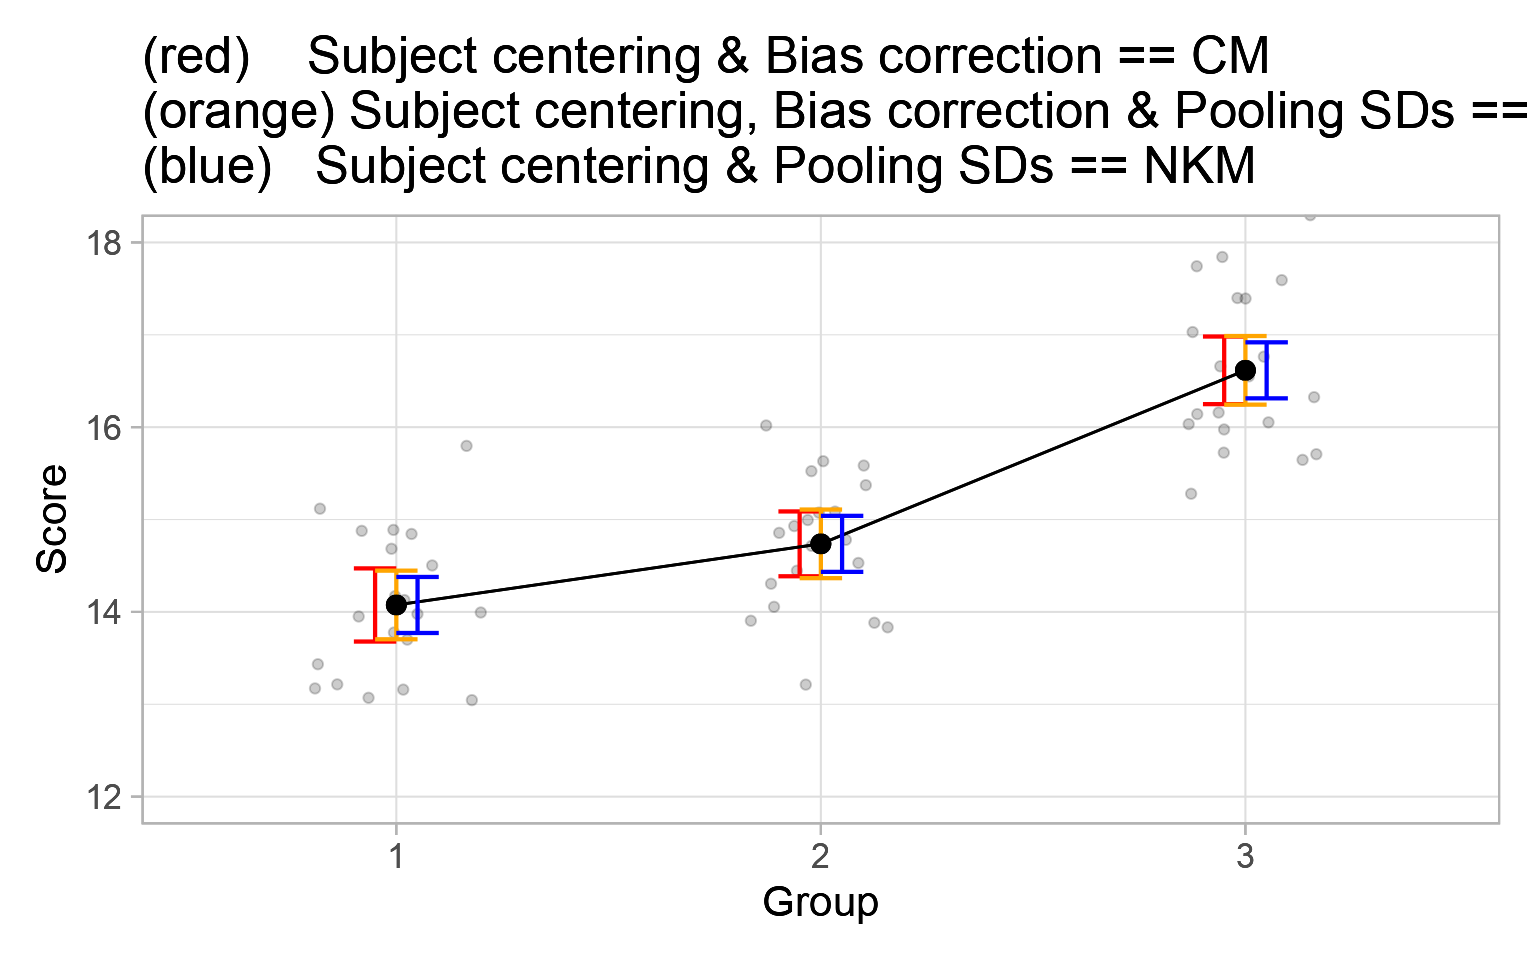 (red)    Subject centering & Bias correction == CM
(orange) Subject centering, Bias correction & Pooling SDs ==
(blue)   Subject centering & Pooling SDs == NKM
18
16
14
12
Score
1 2 3
Group